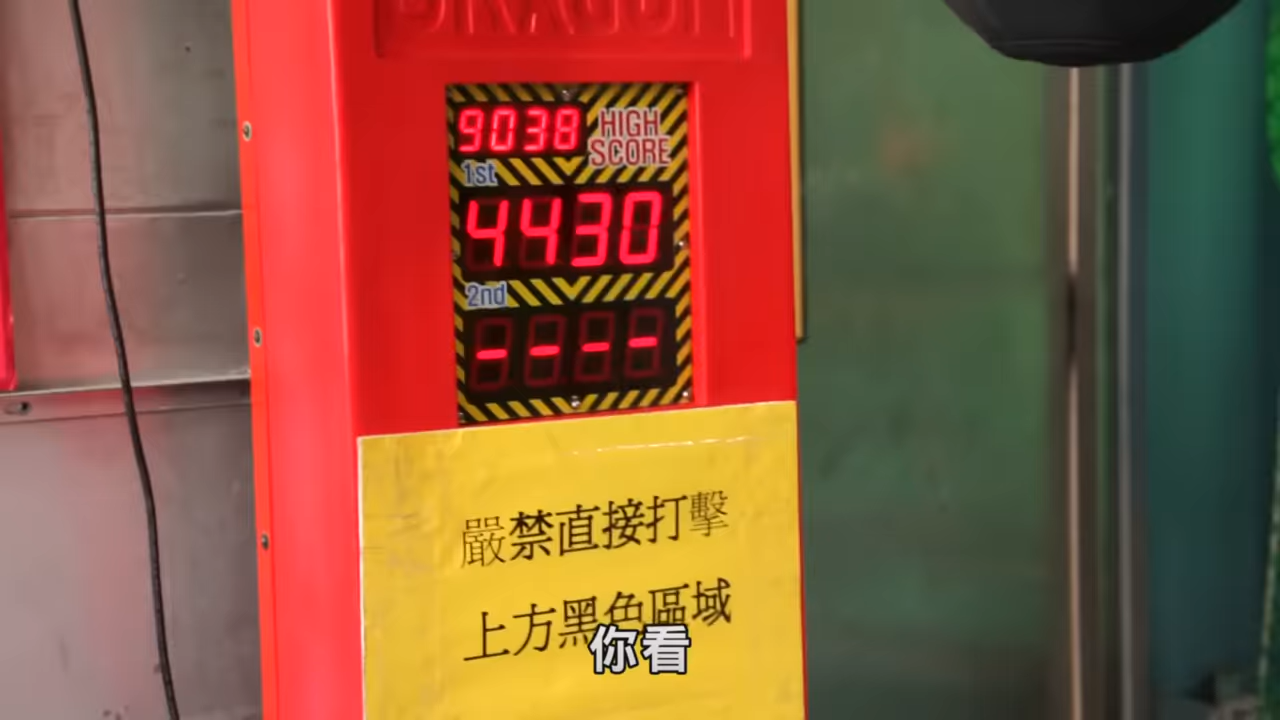 DRAGON
9038
HIGH
SCORE
1st
4430
2nd
----
嚴禁直接打擊
上方黑色區域
你看